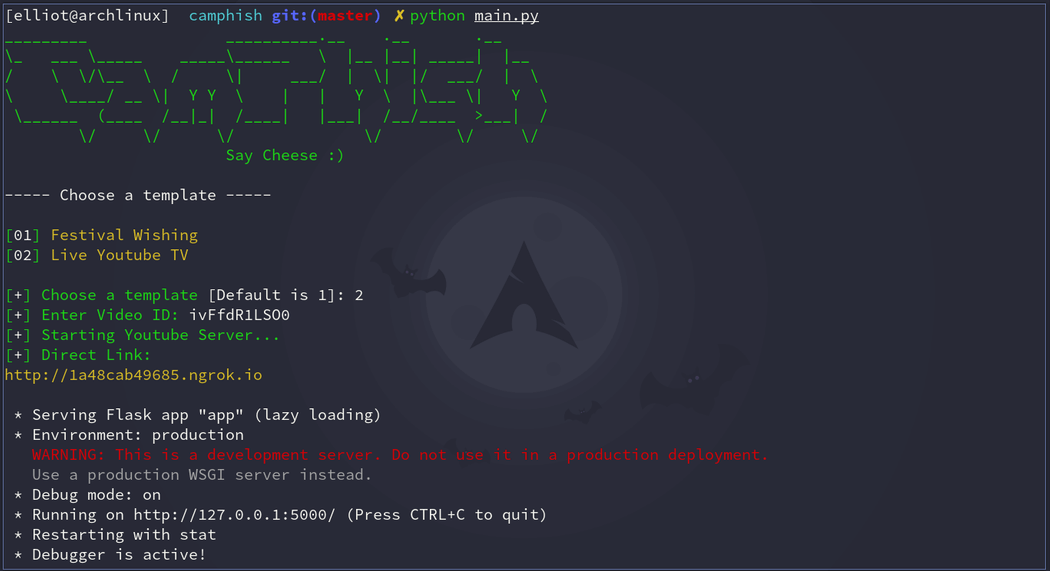 [elliot@archlinux]  camphish git:(master) ✗ python main.py
CamPhish
Say Cheese :)
----- Choose a template -----
[01] Festival Wishing
[02] Live Youtube TV
[+] Choose a template [Default is 1]: 2
[+] Enter Video ID: ivFfdR1LSO0
[+] Starting Youtube Server...
[+] Direct Link:
http://1a48cab49685.ngrok.io
* Serving Flask app "app" (lazy loading)
* Environment: production
WARNING: This is a development server. Do not use it in a production deployment.
Use a production WSGI server instead.
* Debug mode: on
* Running on http://127.0.0.1:5000/ (Press CTRL+C to quit)
* Restarting with stat
* Debugger is active!